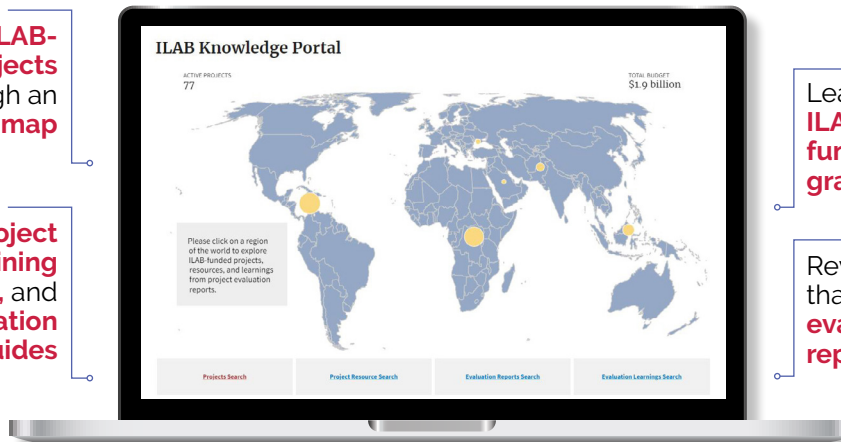 LAB-
jects
gh an
map
oject
ining
, and
ation
uides
ILAB Knowledge Portal
ACTIVE PROJECTS
77
TOTAL BUDGET
$1.9 billion
Please click on a region
of the world to explore
ILAB-funded projects,
resources, and learnings
from project evaluation
reports.
Projects Search
Project Resource Search
Evaluation Reports Search
Evaluation Learnings Search
Lea
ILA
fun
gra
Rev
tha
eva
rep